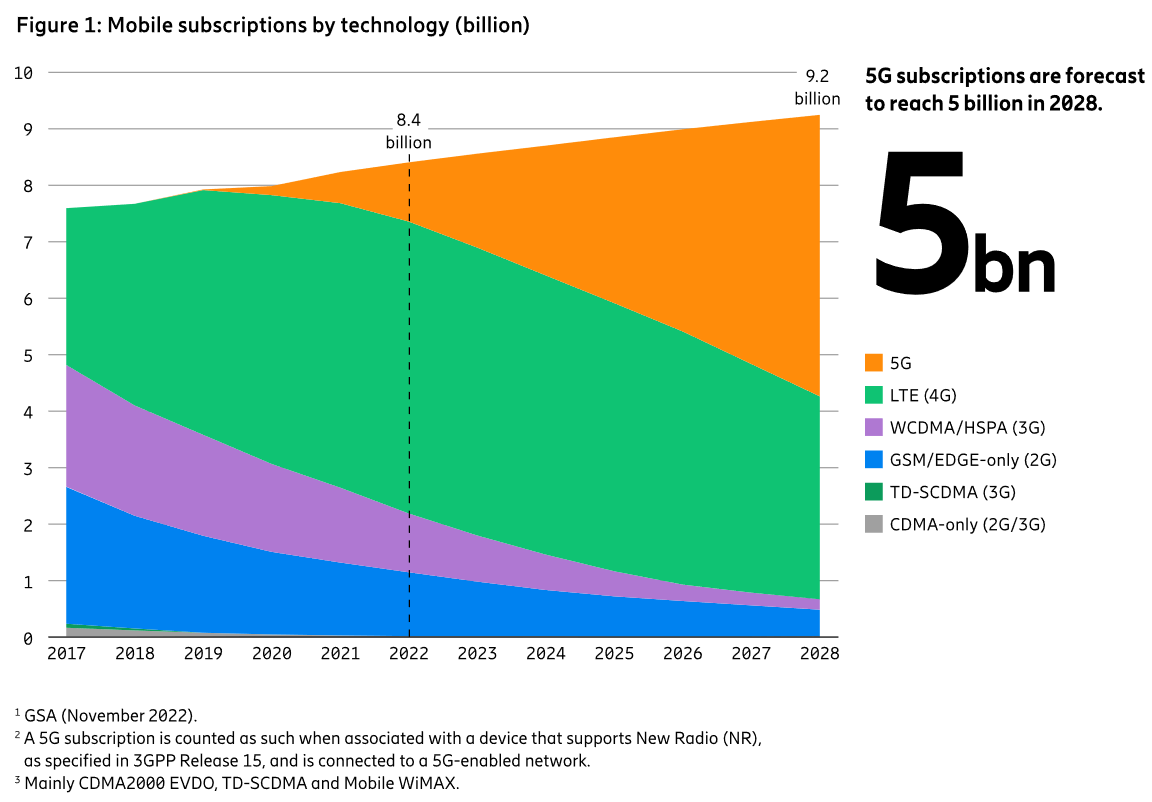 Figure 1: Mobile subscriptions by technology (billion)
10
9
8
7
6
5
4
3
2
1
0
8.4
billion
9.2
billion
2017 2018 2019 2020 2021 2022 2023 2024 2025 2026 2027 2028
5G subscriptions are forecast
to reach 5 billion in 2028.
5bn
5G
LTE (4G)
WCDMA/HSPA (3G)
GSM/EDGE-only (2G)
TD-SCDMA (3G)
CDMA-only (2G/3G)
¹ GSA (November 2022).
² A 5G subscription is counted as such when associated with a device that supports New Radio (NR),
as specified in 3GPP Release 15, and is connected to a 5G-enabled network.
³ Mainly CDMA2000 EVDO, TD-SCDMA and Mobile WiMAX.